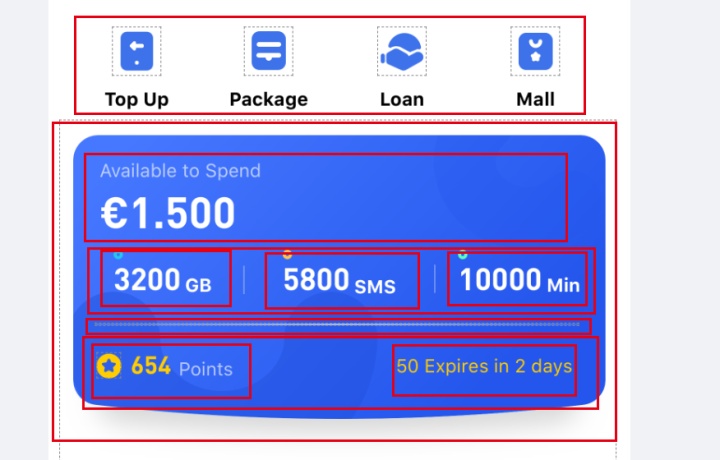 Top Up Package Loan Mall
Available to Spend
€1.500
3200 GB 5800 SMS 10000 Min
654 Points 50 Expires in 2 days